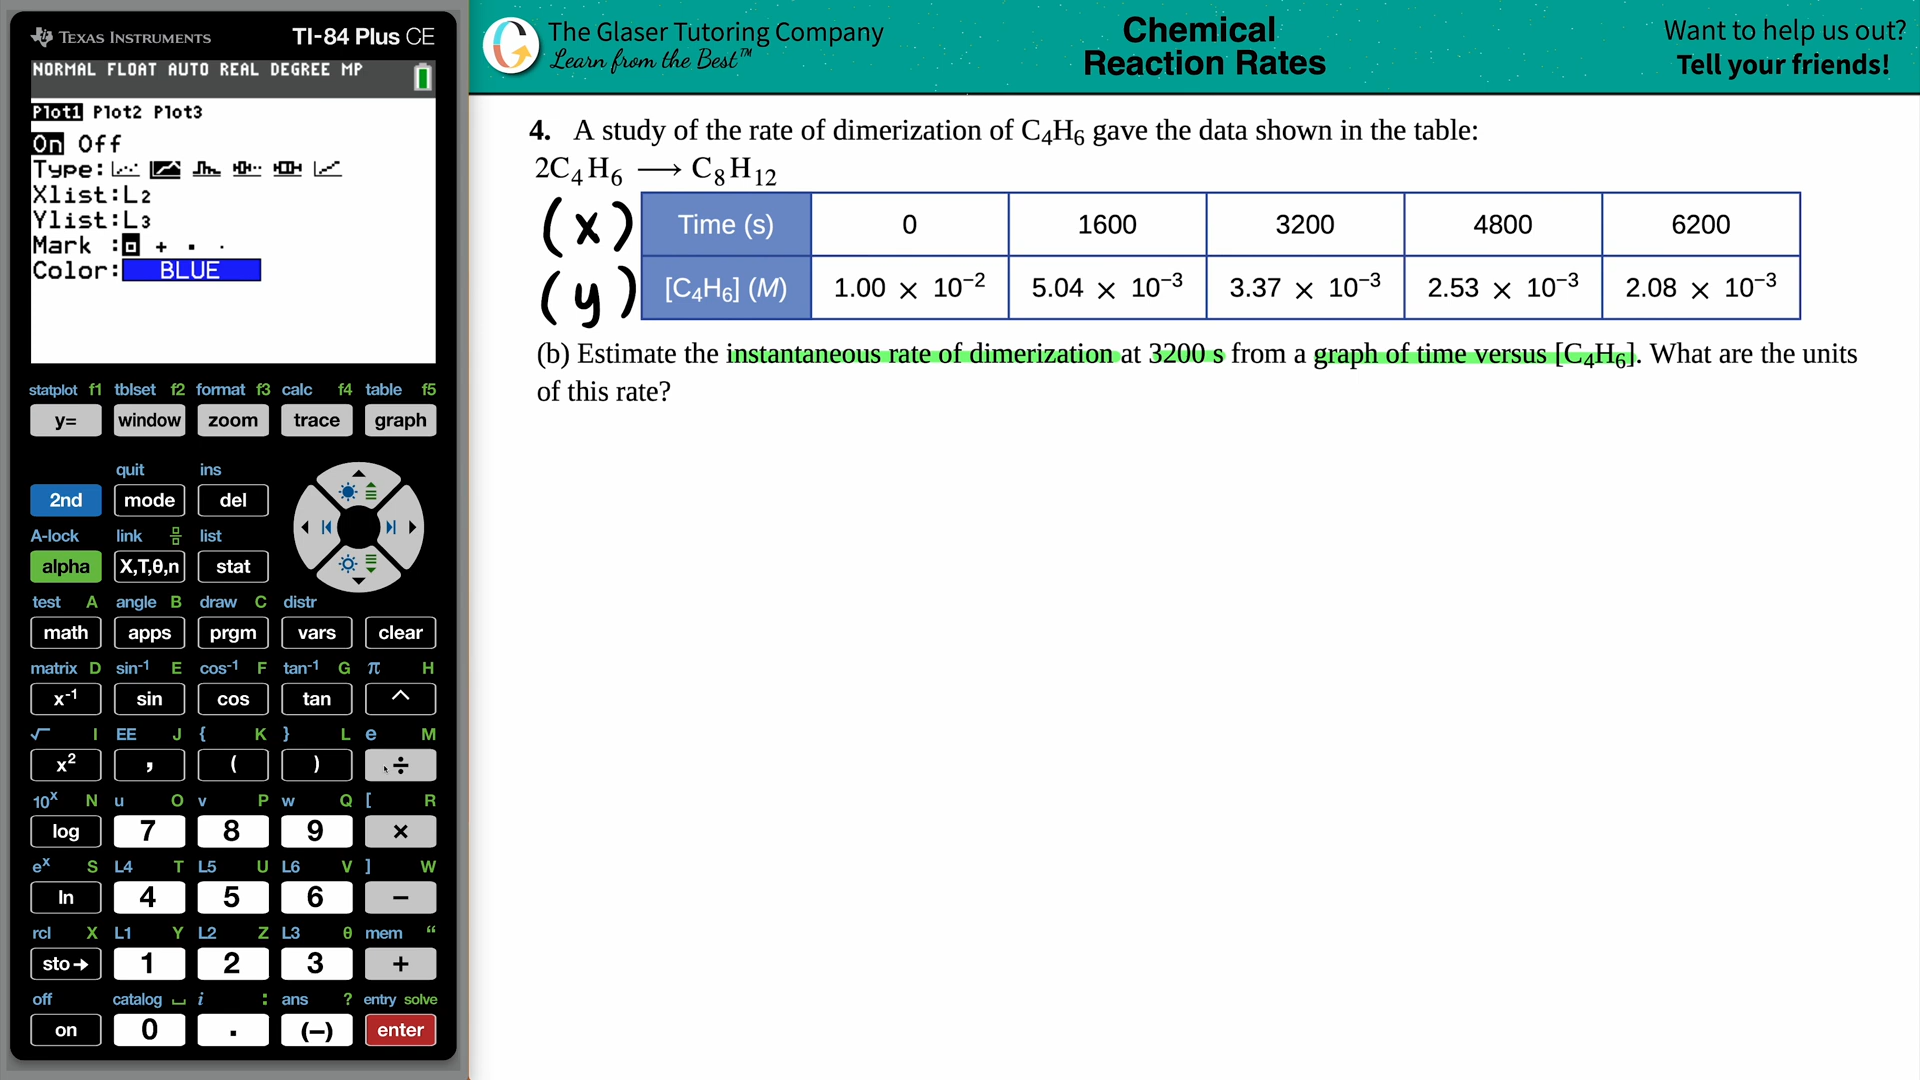 TEXAS INSTRUMENTS TI-84 Plus CE
NORMAL FLOAT AUTO REAL DEGREE MP
Plot1 Plot2 Plot3
On Off
Type:
Xlist:L2
Ylist:L3
Mark : + ▪ ·
Color: BLUE
statplot f1 tblset f2 format f3 calc f4 table f5
y= window zoom trace graph
quit ins
2nd mode del
A-lock link list
alpha X,T,θ,n stat
test A angle B draw C distr
math apps prgm vars clear
matrix D sin⁻¹ E cos⁻¹ F tan⁻¹ G π H
x⁻¹ sin cos tan ^
√ I EE J { K } L e M
x² , ( ) ÷
10ˣ N u O v P w Q [ R
log 7 8 9 ×
eˣ S L4 T L5 U L6 V ] W
ln 4 5 6 −
rcl X L1 Y L2 Z L3 θ mem “
sto→ 1 2 3 +
off catalog ⎵ i : ans ? entry solve
on 0 . (−) enter
The Glaser Tutoring Company
Learn from the Best™
Chemical
Reaction Rates
Want to help us out?
Tell your friends!
4. A study of the rate of dimerization of C₄H₆ gave the data shown in the table:
2C₄H₆ ⟶ C₈H₁₂
(x) Time (s) 0 1600 3200 4800 6200
(y) [C₄H₆] (M) 1.00 × 10⁻² 5.04 × 10⁻³ 3.37 × 10⁻³ 2.53 × 10⁻³ 2.08 × 10⁻³
(b) Estimate the instantaneous rate of dimerization at 3200 s from a graph of time versus [C₄H₆]. What are the units
of this rate?